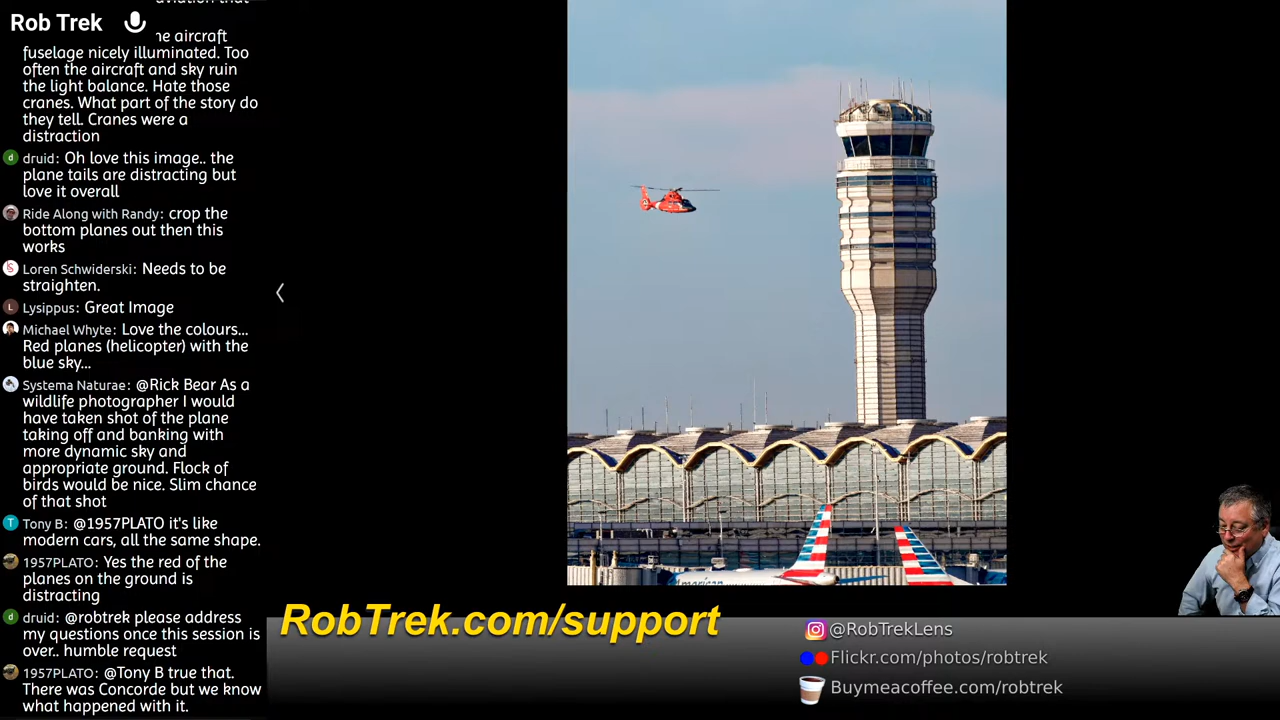 Rob Trek
aviation that
he aircraft
fuselage nicely illuminated. Too
often the aircraft and sky ruin
the light balance. Hate those
cranes. What part of the story do
they tell. Cranes were a
distraction
d druid: Oh love this image.. the
plane tails are distracting but
love it overall
Ride Along with Randy: crop the
bottom planes out then this
works
Loren Schwiderski: Needs to be
straighten.
L Lysippus: Great Image
Michael Whyte: Love the colours...
Red planes (helicopter) with the
blue sky...
Systema Naturae: @Rick Bear As a
wildlife photographer I would
have taken shot of the plane
taking off and banking with
more dynamic sky and
appropriate ground. Flock of
birds would be nice. Slim chance
of that shot
T Tony B: @1957PLATO it's like
modern cars, all the same shape.
1957PLATO: Yes the red of the
planes on the ground is
distracting
d druid: @robtrek please address
my questions once this session is
over.. humble request
1957PLATO: @Tony B true that.
There was Concorde but we know
what happened with it.
American
RobTrek.com/support
@RobTrekLens
Flickr.com/photos/robtrek
Buymeacoffee.com/robtrek